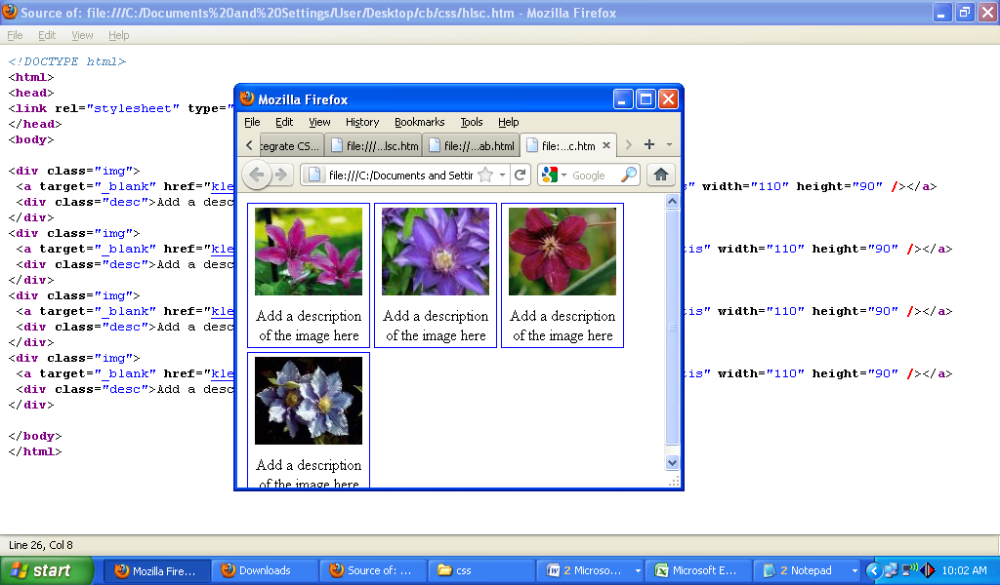 Source of: file:///C:/Documents%20and%20Settings/User/Desktop/cb/css/hlsc.htm - Mozilla Firefox
File Edit View Help
<!DOCTYPE html>
<html>
<head>
<link rel="stylesheet" type="
</head>
<body>
<div class="img">
<a target="_blank" href="kle s" width="110" height="90" /></a>
<div class="desc">Add a desc
</div>
<div class="img">
<a target="_blank" href="kle tis" width="110" height="90" /></a>
<div class="desc">Add a desc
</div>
<div class="img">
<a target="_blank" href="kle tis" width="110" height="90" /></a>
<div class="desc">Add a desc
</div>
<div class="img">
<a target="_blank" href="kle tis" width="110" height="90" /></a>
<div class="desc">Add a desc
</div>
</body>
</html>
Mozilla Firefox
File Edit View History Bookmarks Tools Help
tegrate CS... file:///...lsc.htm file://...ab.html file:...c.htm
file:///C:/Documents and Settir Google
Add a description
of the image here
Add a description
of the image here
Add a description
of the image here
Add a description
of the image here
Line 26, Col 8
start Mozilla Fire... Downloads Source of: ... css 2 Microso... Microsoft E... 2 Notepad 10:02 AM